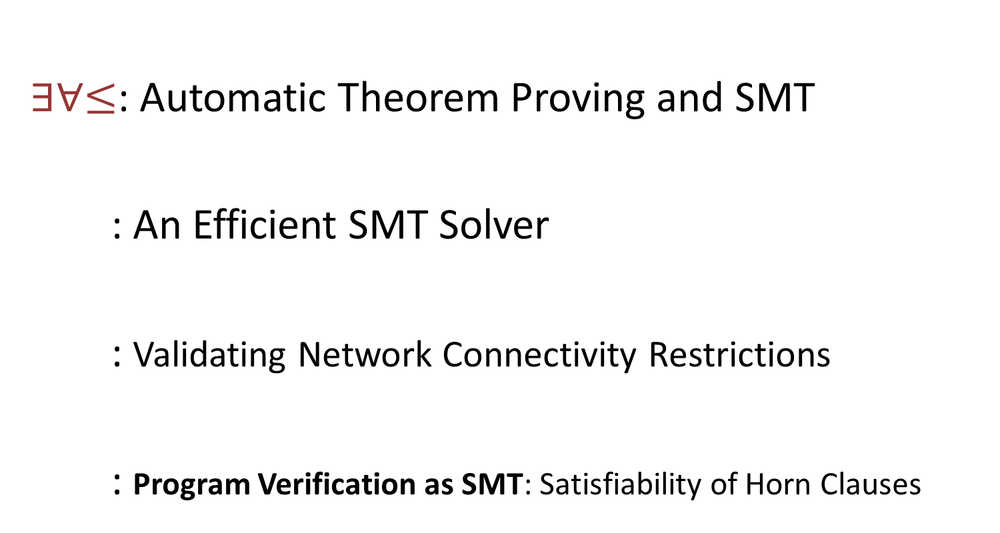 ∃∀≤: Automatic Theorem Proving and SMT
: An Efficient SMT Solver
: Validating Network Connectivity Restrictions
: Program Verification as SMT: Satisfiability of Horn Clauses